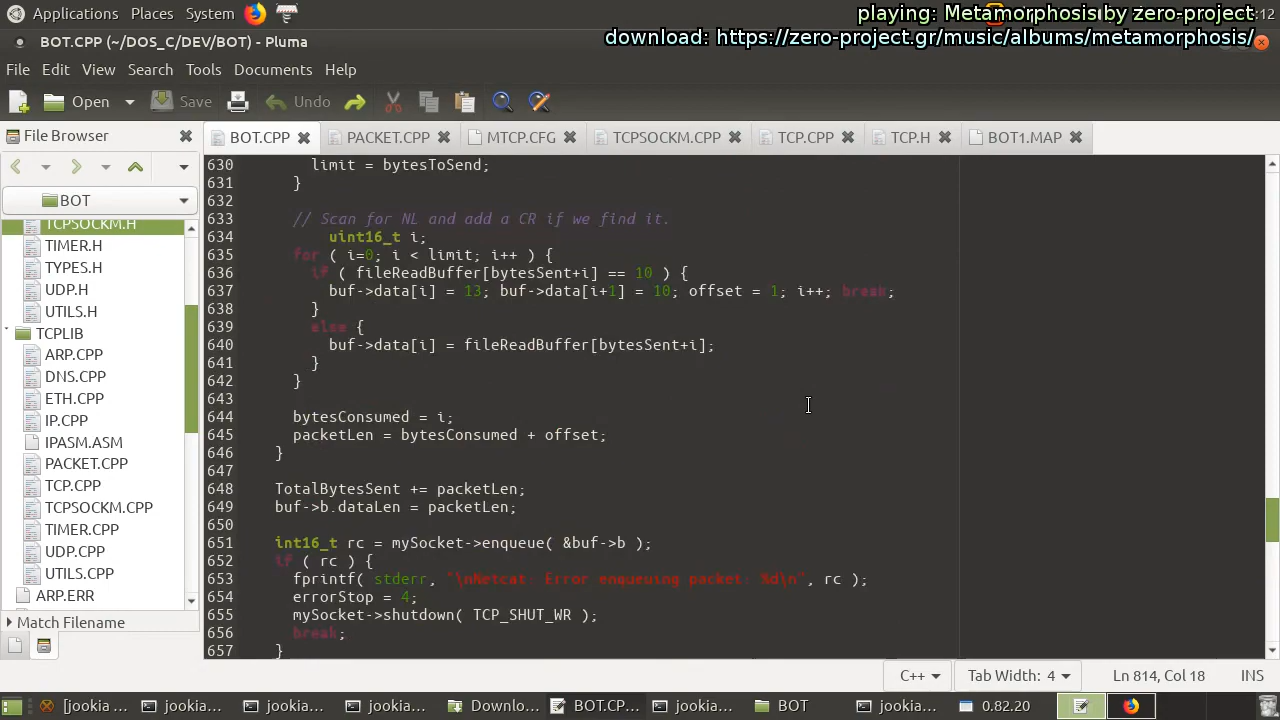 Applications Places System
:12
playing: Metamorphosis by zero-project
download: https://zero-project.gr/music/albums/metamorphosis/
BOT.CPP (~/DOS_C/DEV/BOT) - Pluma
File Edit View Search Tools Documents Help
Open Save Undo
File Browser
BOT.CPP PACKET.CPP MTCP.CFG TCPSOCKM.CPP TCP.CPP TCP.H BOT1.MAP
BOT
TCPSOCKM.H
TIMER.H
TYPES.H
UDP.H
UTILS.H
TCPLIB
ARP.CPP
DNS.CPP
ETH.CPP
IP.CPP
IPASM.ASM
PACKET.CPP
TCP.CPP
TCPSOCKM.CPP
TIMER.CPP
UDP.CPP
UTILS.CPP
ARP.ERR
Match Filename
630 limit = bytesToSend;
631 }
632
633 // Scan for NL and add a CR if we find it.
634 uint16_t i;
635 for ( i=0; i < limit; i++ ) {
636 if ( fileReadBuffer[bytesSent+i] == 10 ) {
637 buf->data[i] = 13; buf->data[i+1] = 10; offset = 1; i++; break;
638 }
639 else {
640 buf->data[i] = fileReadBuffer[bytesSent+i];
641 }
642 }
643
644 bytesConsumed = i;
645 packetLen = bytesConsumed + offset;
646 }
647
648 TotalBytesSent += packetLen;
649 buf->b.dataLen = packetLen;
650
651 int16_t rc = mySocket->enqueue( &buf->b );
652 if ( rc ) {
653 fprintf( stderr, "\nNetcat: Error enqueuing packet: %d\n", rc );
654 errorStop = 4;
655 mySocket->shutdown( TCP_SHUT_WR );
656 break;
657 }
C++ Tab Width: 4 Ln 814, Col 18 INS
[jookia ... jookia... jookia... jookia... Downlo... BOT.CP... jookia... BOT jookia... 0.82.20